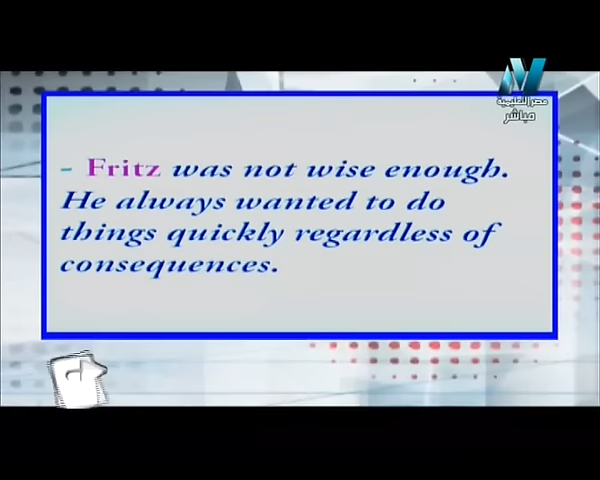 مصر التعليمية
مباشر
- Fritz was not wise enough.
He always wanted to do
things quickly regardless of
consequences.